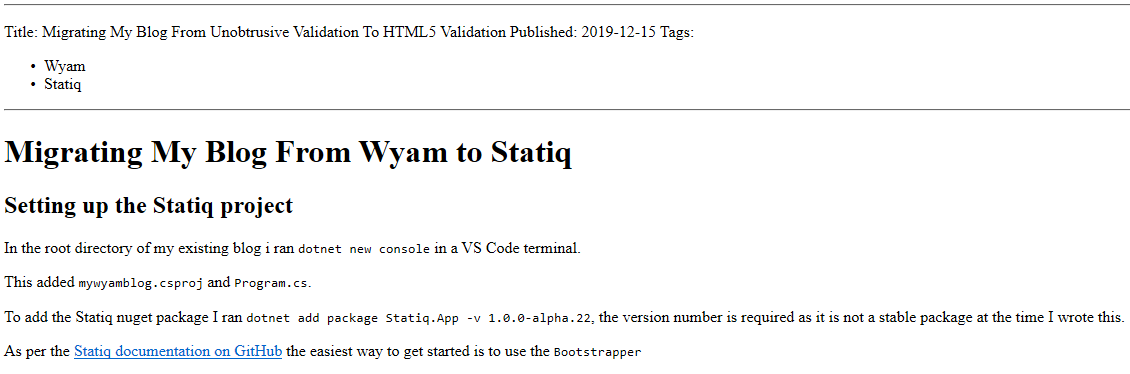 Title: Migrating My Blog From Unobtrusive Validation To HTML5 Validation Published: 2019-12-15 Tags:
• Wyam
• Statiq
Migrating My Blog From Wyam to Statiq
Setting up the Statiq project
In the root directory of my existing blog i ran dotnet new console in a VS Code terminal.
This added mywyamblog.csproj and Program.cs.
To add the Statiq nuget package I ran dotnet add package Statiq.App -v 1.0.0-alpha.22, the version number is required as it is not a stable package at the time I wrote this.
As per the Statiq documentation on GitHub the easiest way to get started is to use the Bootstrapper